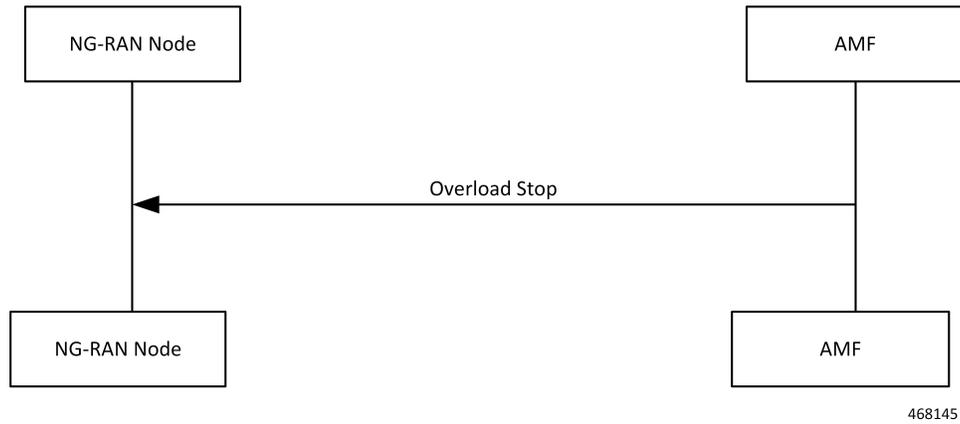 NG-RAN Node
AMF
Overload Stop
NG-RAN Node
AMF
468145